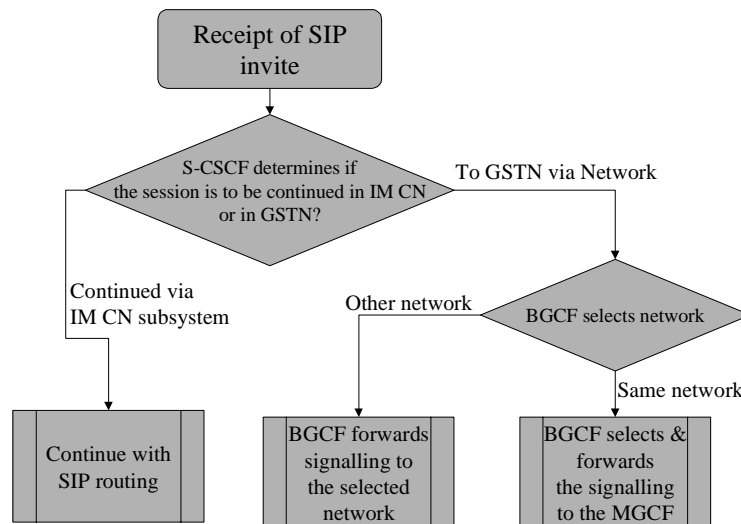 Receipt of SIP
invite
S-CSCF determines if
the session is to be continued in IM CN
or in GSTN?
To GSTN via Network
Continued via
IM CN subsystem
Other network
BGCF selects network
Same network
Continue with
SIP routing
BGCF forwards
signalling to
the selected
network
BGCF selects &
forwards
the signalling
to the MGCF